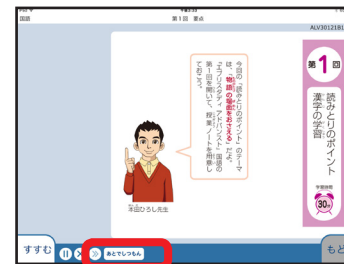 国語
第1回 要点
ALV30121B1
第1回
読みとりのポイント
漢字の学習
学習時間
30分
今回の「読みとりのポイント」のテーマ
は、「物語の場面をおさえる」だよ。
『エブリスタディ アドバンスト』国語の
第1回を開いて、授業ノートを用意し
ておこう。
本田ひろし先生
すすむ
あとでしつもん
もど